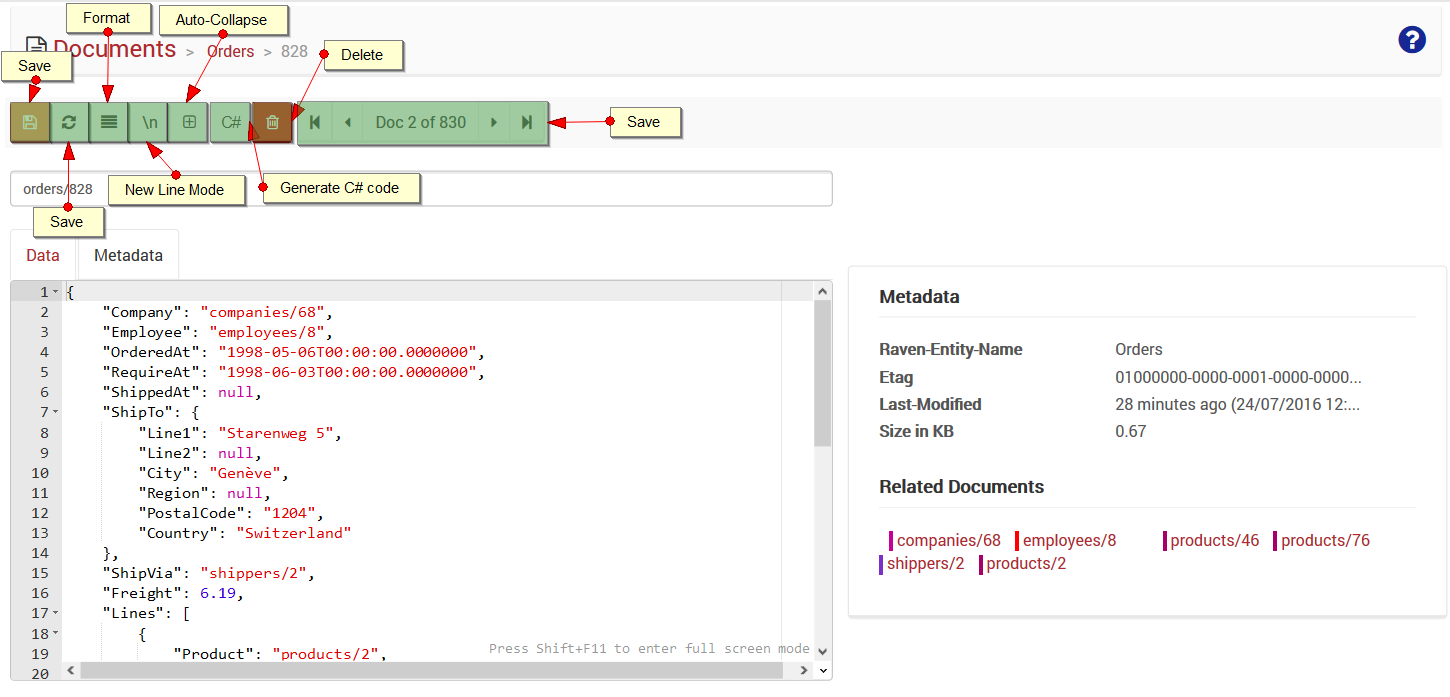 Format
Auto-Collapse
Documents > Orders > 828
Delete
Save
\n
C#
Doc 2 of 830
Save
orders/828
New Line Mode
Generate C# code
Save
Data
Metadata
1 {
2 "Company": "companies/68",
3 "Employee": "employees/8",
4 "OrderedAt": "1998-05-06T00:00:00.0000000",
5 "RequireAt": "1998-06-03T00:00:00.0000000",
6 "ShippedAt": null,
7 "ShipTo": {
8 "Line1": "Starenweg 5",
9 "Line2": null,
10 "City": "Genève",
11 "Region": null,
12 "PostalCode": "1204",
13 "Country": "Switzerland"
14 },
15 "ShipVia": "shippers/2",
16 "Freight": 6.19,
17 "Lines": [
18 {
19 "Product": "products/2",
20
Press Shift+F11 to enter full screen mode
Metadata
Raven-Entity-Name Orders
Etag 01000000-0000-0001-0000-0000...
Last-Modified 28 minutes ago (24/07/2016 12:...
Size in KB 0.67
Related Documents
companies/68 employees/8 products/46 products/76
shippers/2 products/2